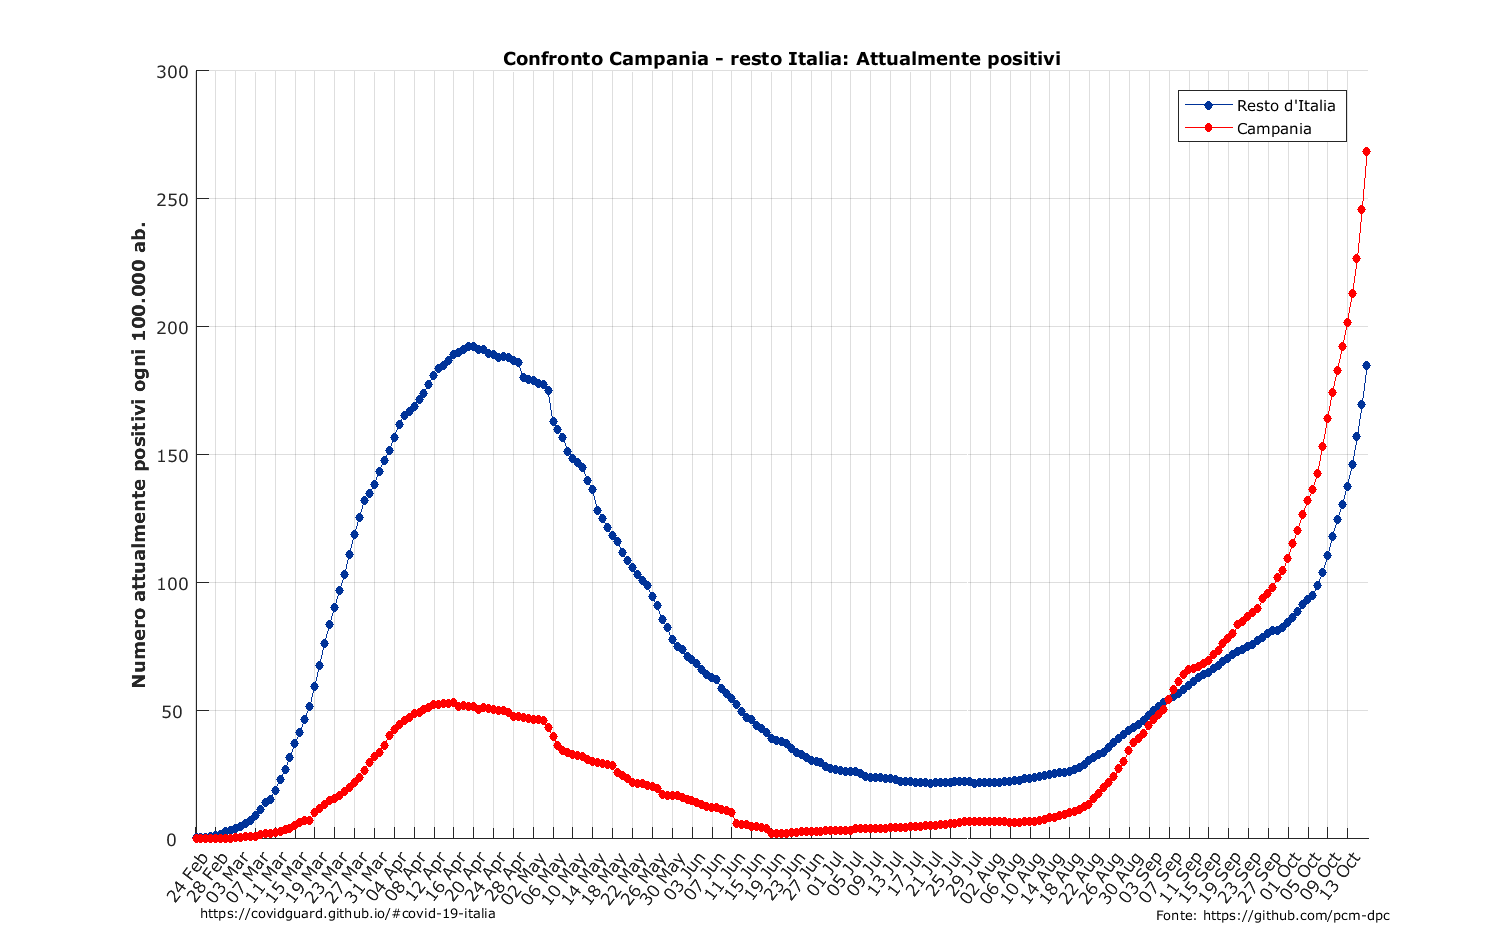 Confronto Campania - resto Italia: Attualmente positivi
300
250
200
150
100
50
0
Numero attualmente positivi ogni 100.000 ab.
Resto d'Italia
Campania
24 Feb
28 Feb
03 Mar
07 Mar
11 Mar
15 Mar
19 Mar
23 Mar
27 Mar
31 Mar
04 Apr
08 Apr
12 Apr
16 Apr
20 Apr
24 Apr
28 Apr
02 May
06 May
10 May
14 May
18 May
22 May
26 May
30 May
03 Jun
07 Jun
11 Jun
15 Jun
19 Jun
23 Jun
27 Jun
01 Jul
05 Jul
09 Jul
13 Jul
17 Jul
21 Jul
25 Jul
29 Jul
02 Aug
06 Aug
10 Aug
14 Aug
18 Aug
22 Aug
26 Aug
30 Aug
03 Sep
07 Sep
11 Sep
15 Sep
19 Sep
23 Sep
27 Sep
01 Oct
05 Oct
09 Oct
13 Oct
https://covidguard.github.io/#covid-19-italia
Fonte: https://github.com/pcm-dpc